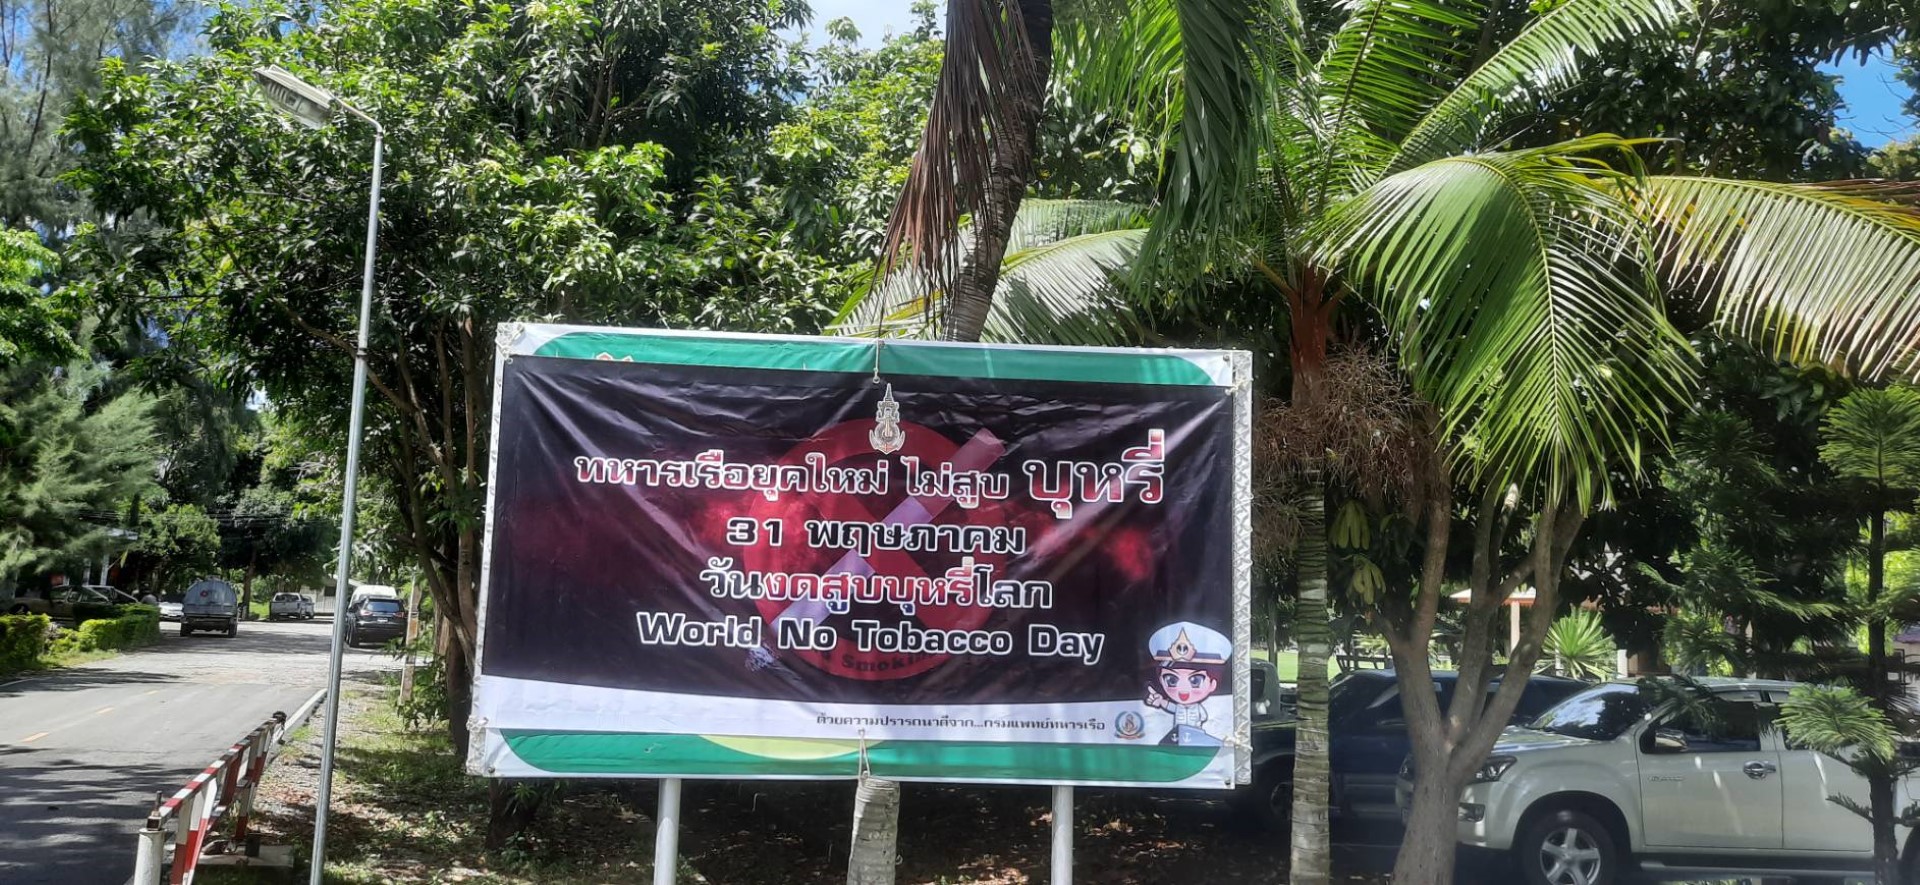 ทหารเรือยุคใหม่ ไม่สูบ บุหรี่
31 พฤษภาคม
วันงดสูบบุหรี่โลก
World No Tobacco Day
ด้วยความปรารถนาดีจาก...กรมแพทย์ทหารเรือ